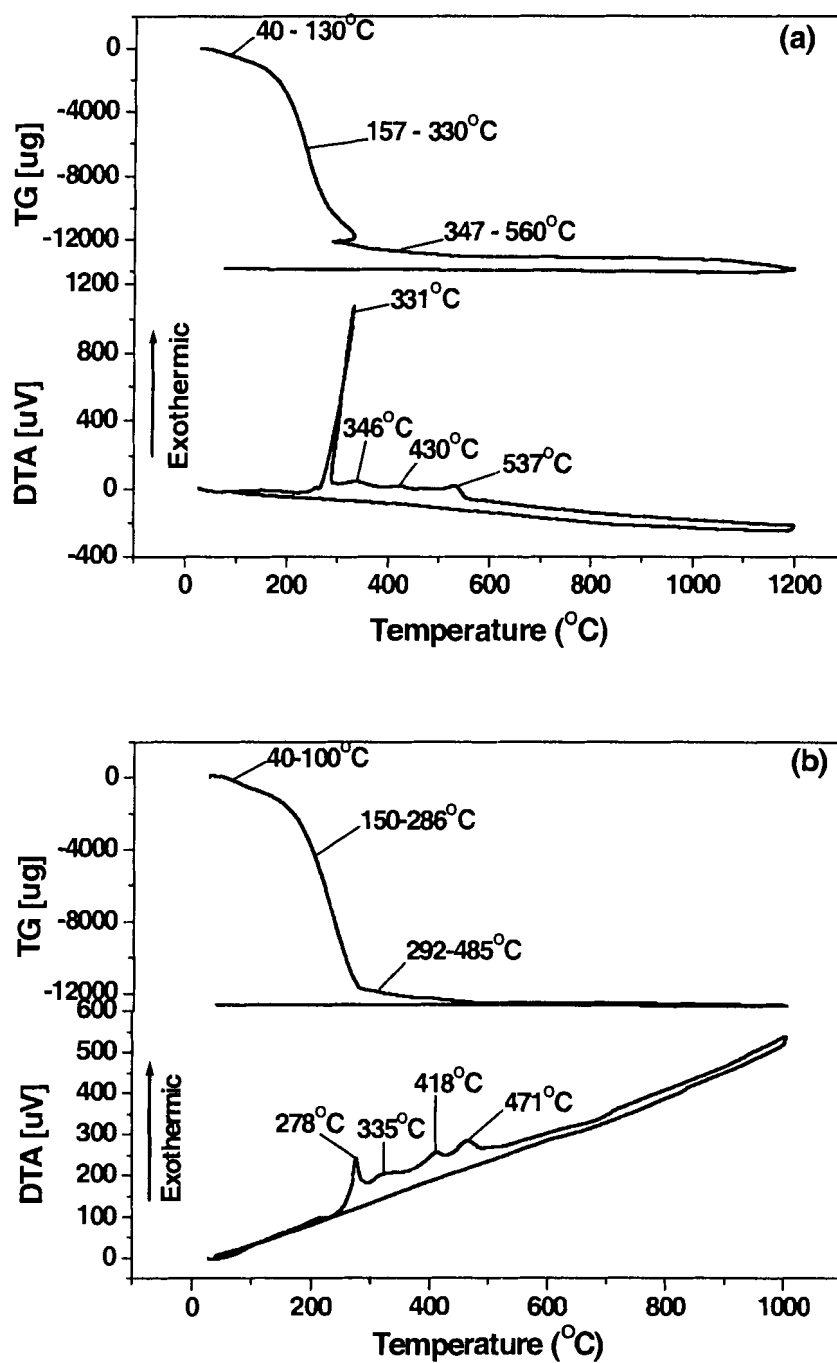 (a)
40 - 130°C
157 - 330°C
347 - 560°C
TG [ug]
0
-4000
-8000
-12000
1200
800
400
0
-400
331°C
346°C
430°C
537°C
DTA [uV]
Exothermic
0 200 400 600 800 1000 1200
Temperature (°C)
(b)
40-100°C
150-286°C
292-485°C
TG [ug]
0
-4000
-8000
-12000
600
500
400
300
200
100
0
278°C
335°C
418°C
471°C
DTA [uV]
Exothermic
0 200 400 600 800 1000
Temperature (°C)